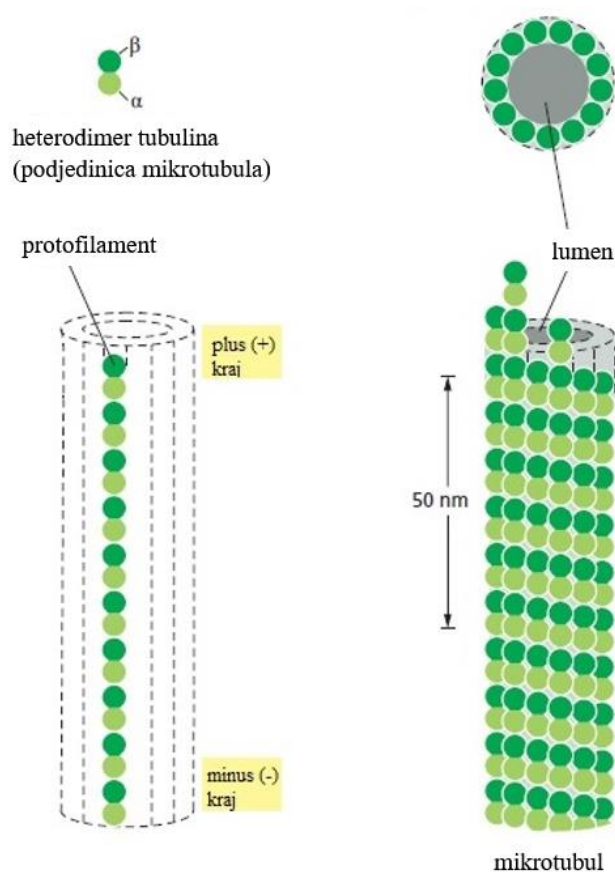 β
α
heterodimer tubulina
(podjedinica mikrotubula)
protofilament
lumen
plus (+)
kraj
50 nm
minus (-)
kraj
mikrotubul